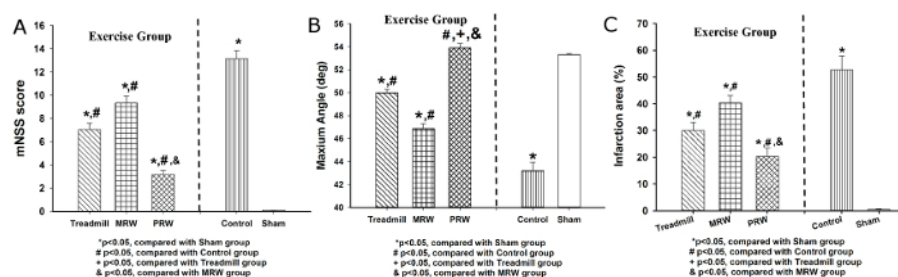 A
Exercise Group
mNSS score
16
14
12
10
8
6
4
2
0
*,#
*,#
*,#,&
*
Treadmill MRW PRW Control Sham
*p<0.05, compared with Sham group
# p<0.05, compared with Control group
+ p<0.05, compared with Treadmill group
& p<0.05, compared with MRW group
B
Exercise Group
Maxium Angle (deg)
56
54
52
50
48
46
44
42
40
*,#
*,#
#,+,&
*
Treadmill MRW PRW Control Sham
*p<0.05, compared with Sham group
# p<0.05, compared with Control group
+ p<0.05, compared with Treadmill group
& p<0.05, compared with MRW group
C
Exercise Group
Infarction area (%)
60
50
40
30
20
10
0
*,#
*,#
*,#,&
*
Treadmill MRW PRW Control Sham
*p<0.05, compared with Sham group
# p<0.05, compared with Control group
+ p<0.05, compared with Treadmill group
& p<0.05, compared with MRW group